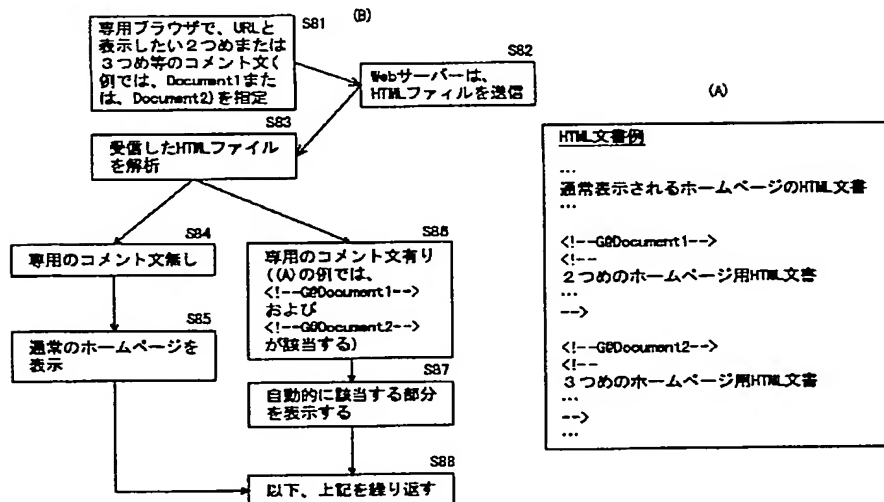 (B)
S81
専用ブラウザで、URLと
表示したい2つめまたは
3つめ等のコメント文(
例では、Document1また
は、Document2)を指定
S82
Webサーバーは、
HTMLファィルを送信
S83
受信したHTMLファイル
を解析
S84
専用のコメント文無し
S85
通常のホームページを
表示
S86
専用のコメント文有り
((A)の例では、
<!--G@Document1-->
および
<!--G@Document2-->
が該当する)
S87
自動的に該当する部分
を表示する
S88
以下、上記を繰り返す
(A)
HTML文書例
...
通常表示されるホームページのHTML文書
...
<!--G@Document1-->
<!--
2つめのホームページ用HTML文書
...
-->
<!--G@Document2-->
<!--
3つめのホームページ用HTML文書
...
-->
...